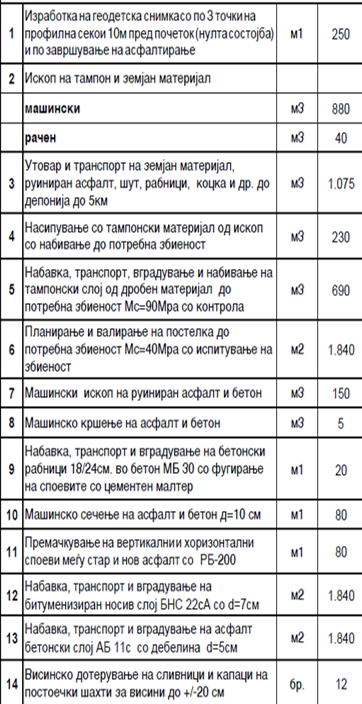 Изработка на геодетска снимка со по 3 точки на
1 профилна секои 10м пред почеток (нулта состојба) м1 250
и по завршување на асфалтирање
2 Ископ на тампон и земјан материјал
машински м3 880
рачен м3 40
Утовар и транспорт на земјан материјал,
3 руиниран асфалт, шут, рабници, коцка и др. до м3 1.075
депонија до 5км
4 Насипување со тампонски материјал од ископ м3 230
со набивање до потребна збиеност
Набавка, транспорт, вградување и набивање на
5 тампонски слој од дробен материјал до м3 690
потребна збиеност Мс=90Мра со контрола
Планирање и валирање на постелка до
6 потребна збиеност Мс=40Мра со испитување на м2 1.840
збиеност
7 Машински ископ на руиниран асфалт и бетон м3 150
8 Машинско кршење на асфалт и бетон м3 5
Набавка, транспорт и вградување на бетонски
9 рабници 18/24см. во бетон МБ 30 со фугирање м1 20
на споевите со цементен малтер
10 Машинско сечење на асфалт и бетон д=10 см м1 80
11 Премачкување на вертикални и хоризонтални м1 80
споеви меѓу стар и нов асфалт со РБ-200
12 Набавка, транспорт и вградување на м2 1.840
битуменизиран носив слој БНС 22сА со d=7см
13 Набавка, транспорт и вградување на асфалт м2 1.840
бетонски слој АБ 11с со дебелина d=5см
14 Висинско дотерување на сливници и капаци на бр. 12
постоечки шахти за висини до +/-20 см